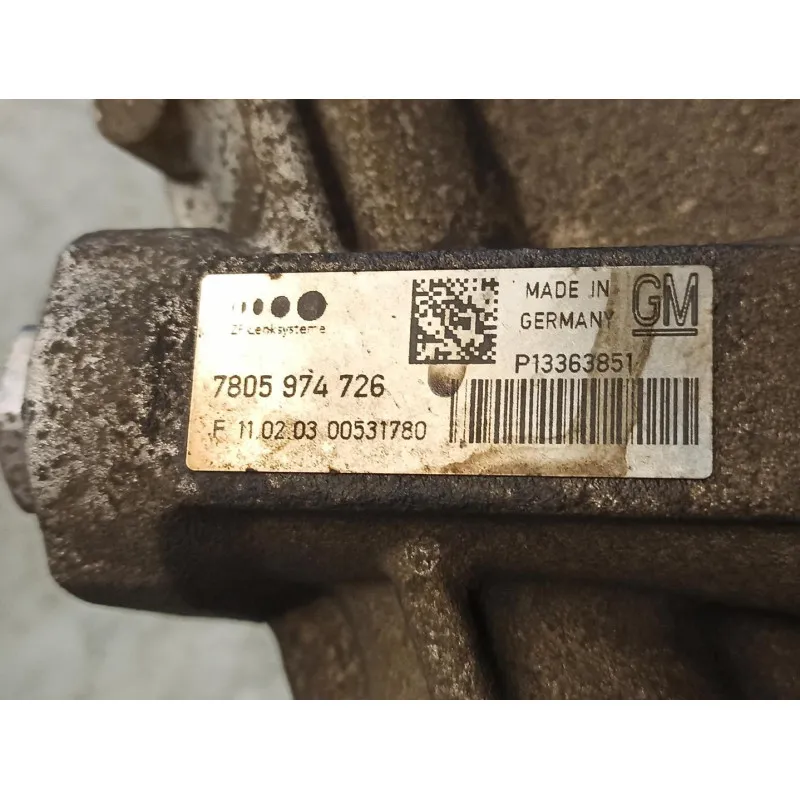 ZF Lenksysteme
7805 974 726
F 11.02.03 00531780
MADE IN
GERMANY
GM
P13363851